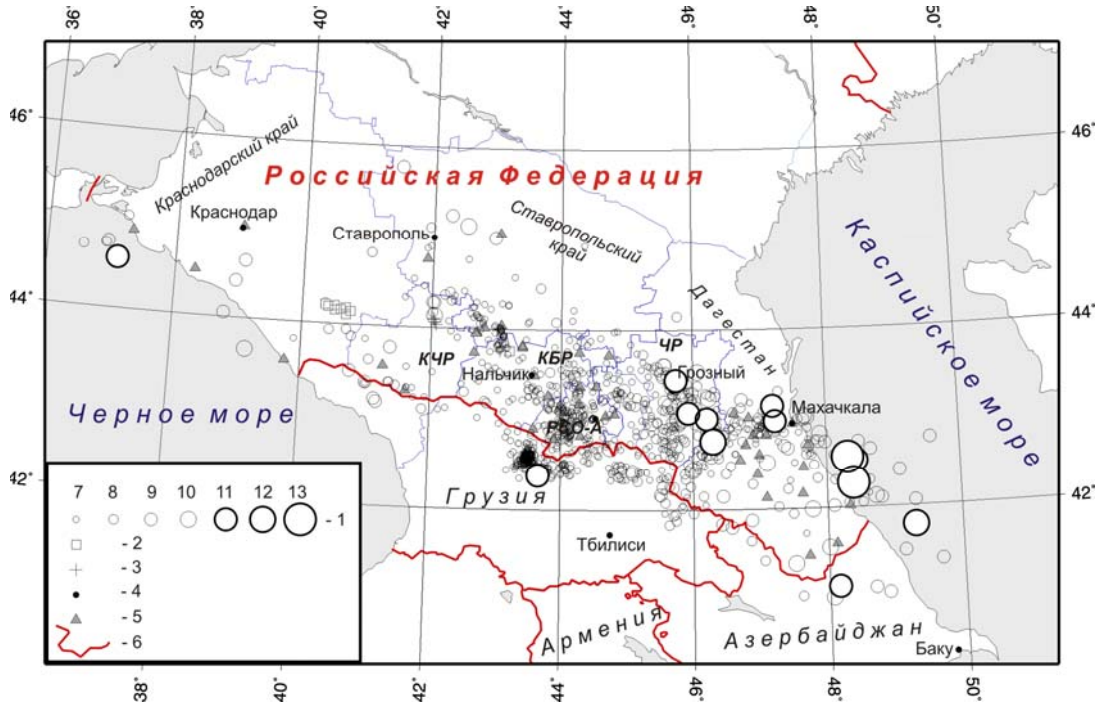 36° 38° 40° 42° 44° 46° 48° 50°
46° 46°
Краснодарский край
Российская Федерация
Краснодар
Ставрополь
Ставропольский край
Каспийское море
44° 44°
Дагестан
КЧР КБР ЧР
Нальчик
Грозный
Черное море
Махачкала
РСО-А
42° 42°
Грузия
Тбилиси
Армения
Азербайджан
Баку
7 8 9 10 11 12 13
- 1
- 2
- 3
- 4
- 5
- 6
38° 40° 42° 44° 46° 48° 50°